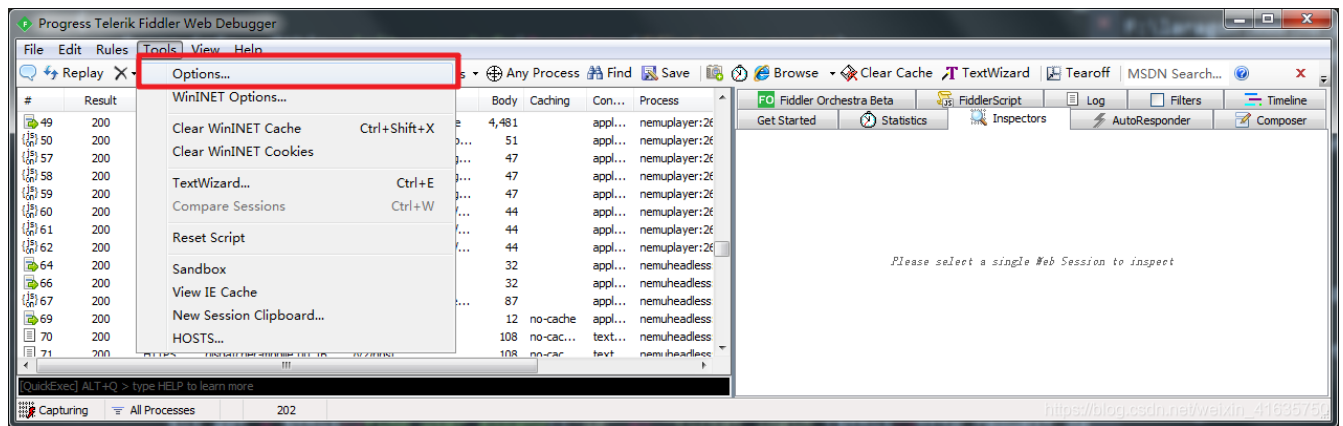 Progress Telerik Fiddler Web Debugger
File Edit Rules Tools View Help
Replay X Options... s Any Process Find Save Browse Clear Cache TextWizard Tearoff MSDN Search... x
# Result WinINET Options... Body Caching Con... Process
FO Fiddler Orchestra Beta FiddlerScript Log Filters Timeline
Get Started Statistics Inspectors AutoResponder Composer
49 200 4,481 appl... nemuplayer:26
Clear WinINET Cache Ctrl+Shift+X
50 200 51 appl... nemuplayer:26
Clear WinINET Cookies
57 200 47 appl... nemuplayer:26
58 200 47 appl... nemuplayer:26
TextWizard... Ctrl+E
59 200 47 appl... nemuplayer:26
Compare Sessions Ctrl+W
60 200 44 appl... nemuplayer:26
61 200 44 appl... nemuplayer:26
Reset Script
62 200 44 appl... nemuplayer:26
64 200 32 appl... nemuheadless
Sandbox
66 200 32 appl... nemuheadless
View IE Cache
67 200 87 appl... nemuheadless
New Session Clipboard...
69 200 12 no-cache appl... nemuheadless
HOSTS...
70 200 108 no-cac... text... nemuheadless
71 200 108 no-cac text nemuheadless
Please select a single Web Session to inspect
[QuickExec] ALT+Q > type HELP to learn more
Capturing All Processes 202
https://blog.csdn.net/weixin_41635750